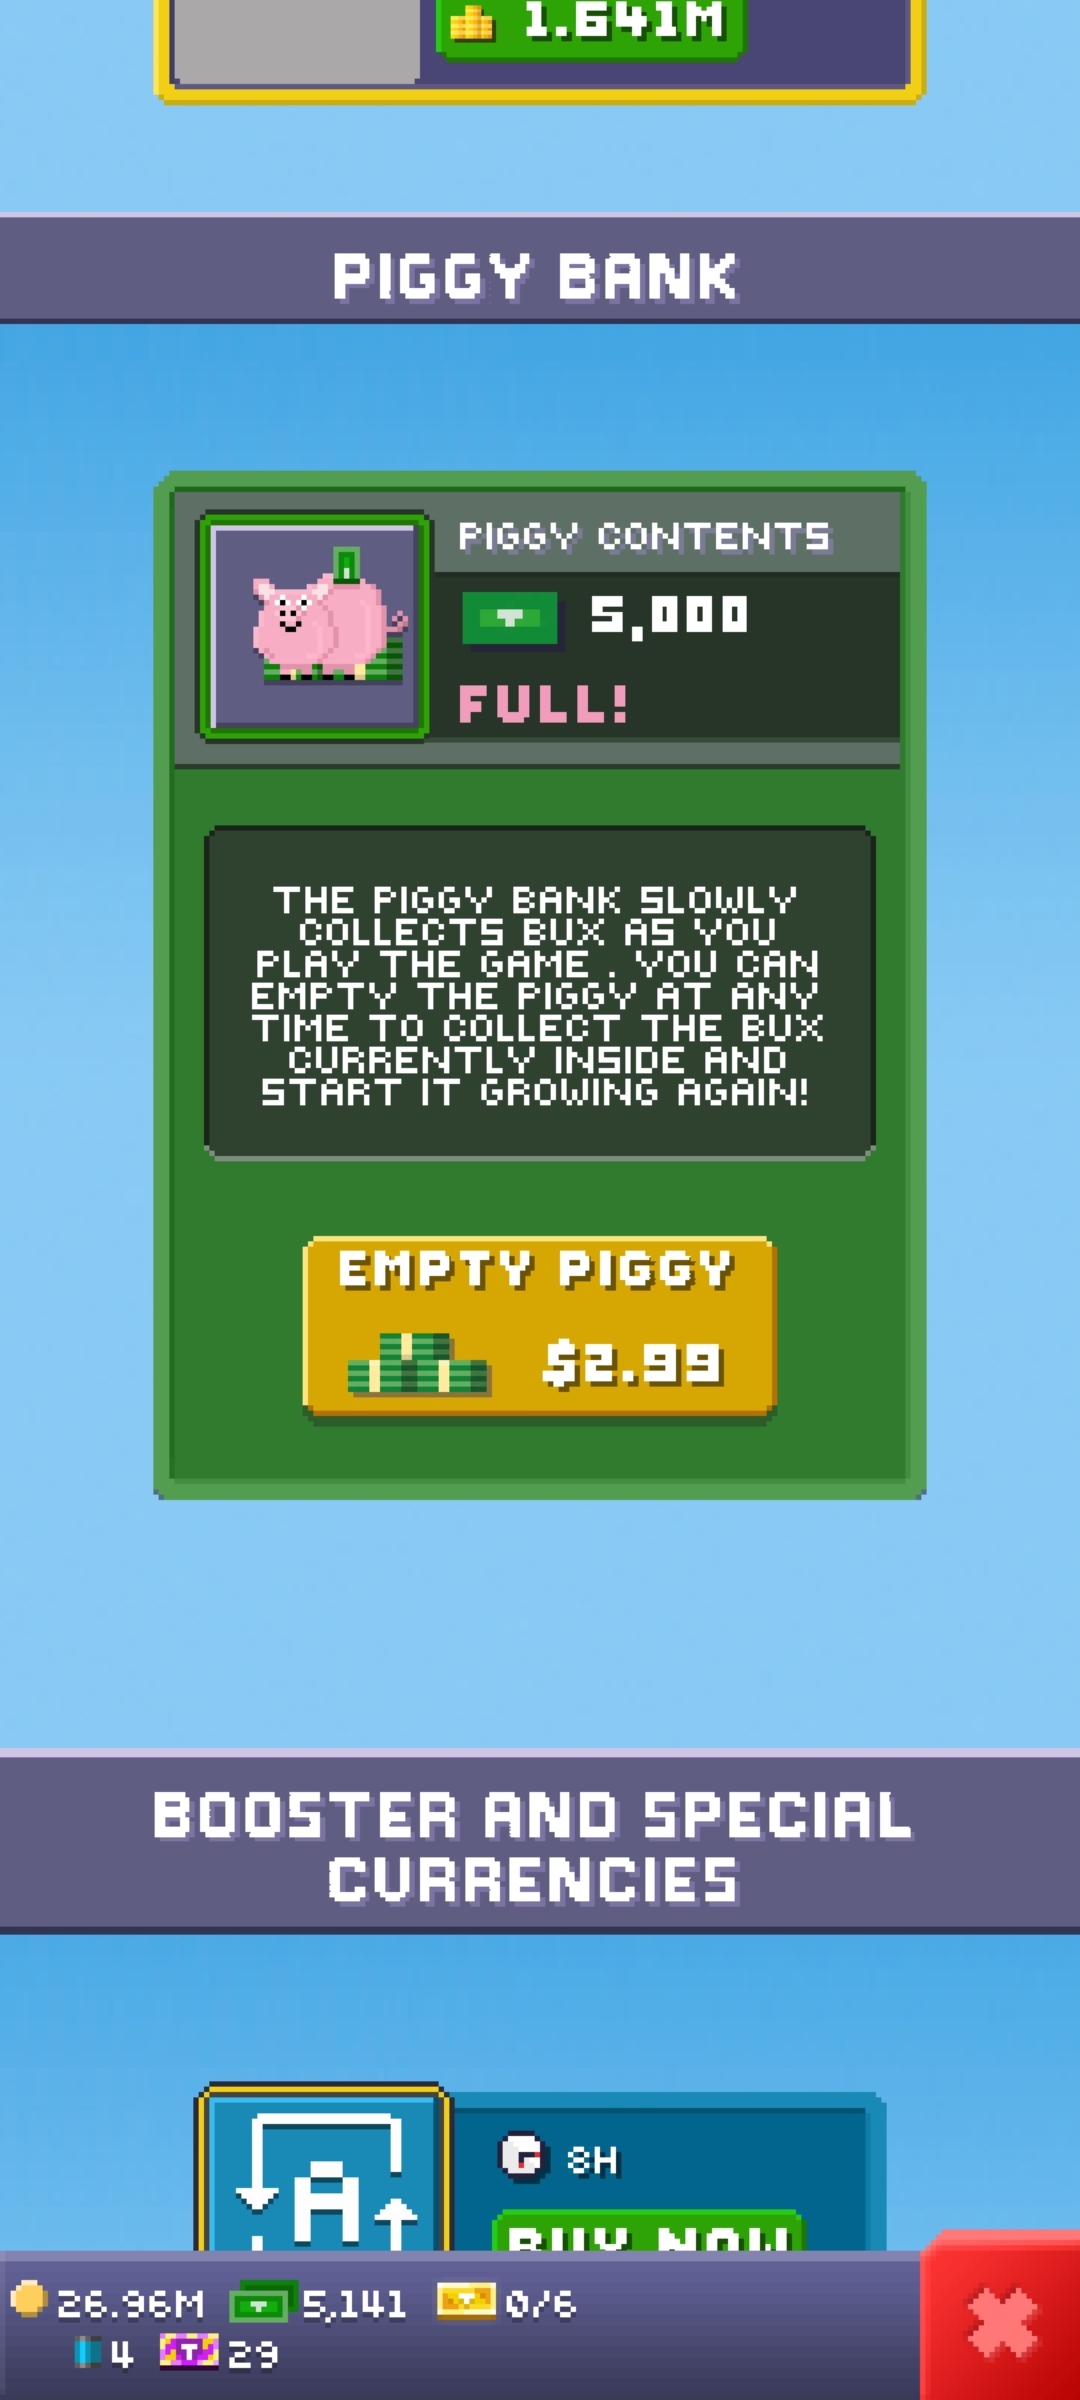 1.641M
PIGGY BANK
PIGGY CONTENTS
5,000
FULL!
THE PIGGY BANK SLOWLY
COLLECTS BUX AS YOU
PLAY THE GAME . YOU CAN
EMPTY THE PIGGY AT ANY
TIME TO COLLECT THE BUX
CURRENTLY INSIDE AND
START IT GROWING AGAIN!
EMPTY PIGGY
$2.99
BOOSTER AND SPECIAL
CURRENCIES
A
8H
BUY NOW
26.96M 5,141 0/6
4 29